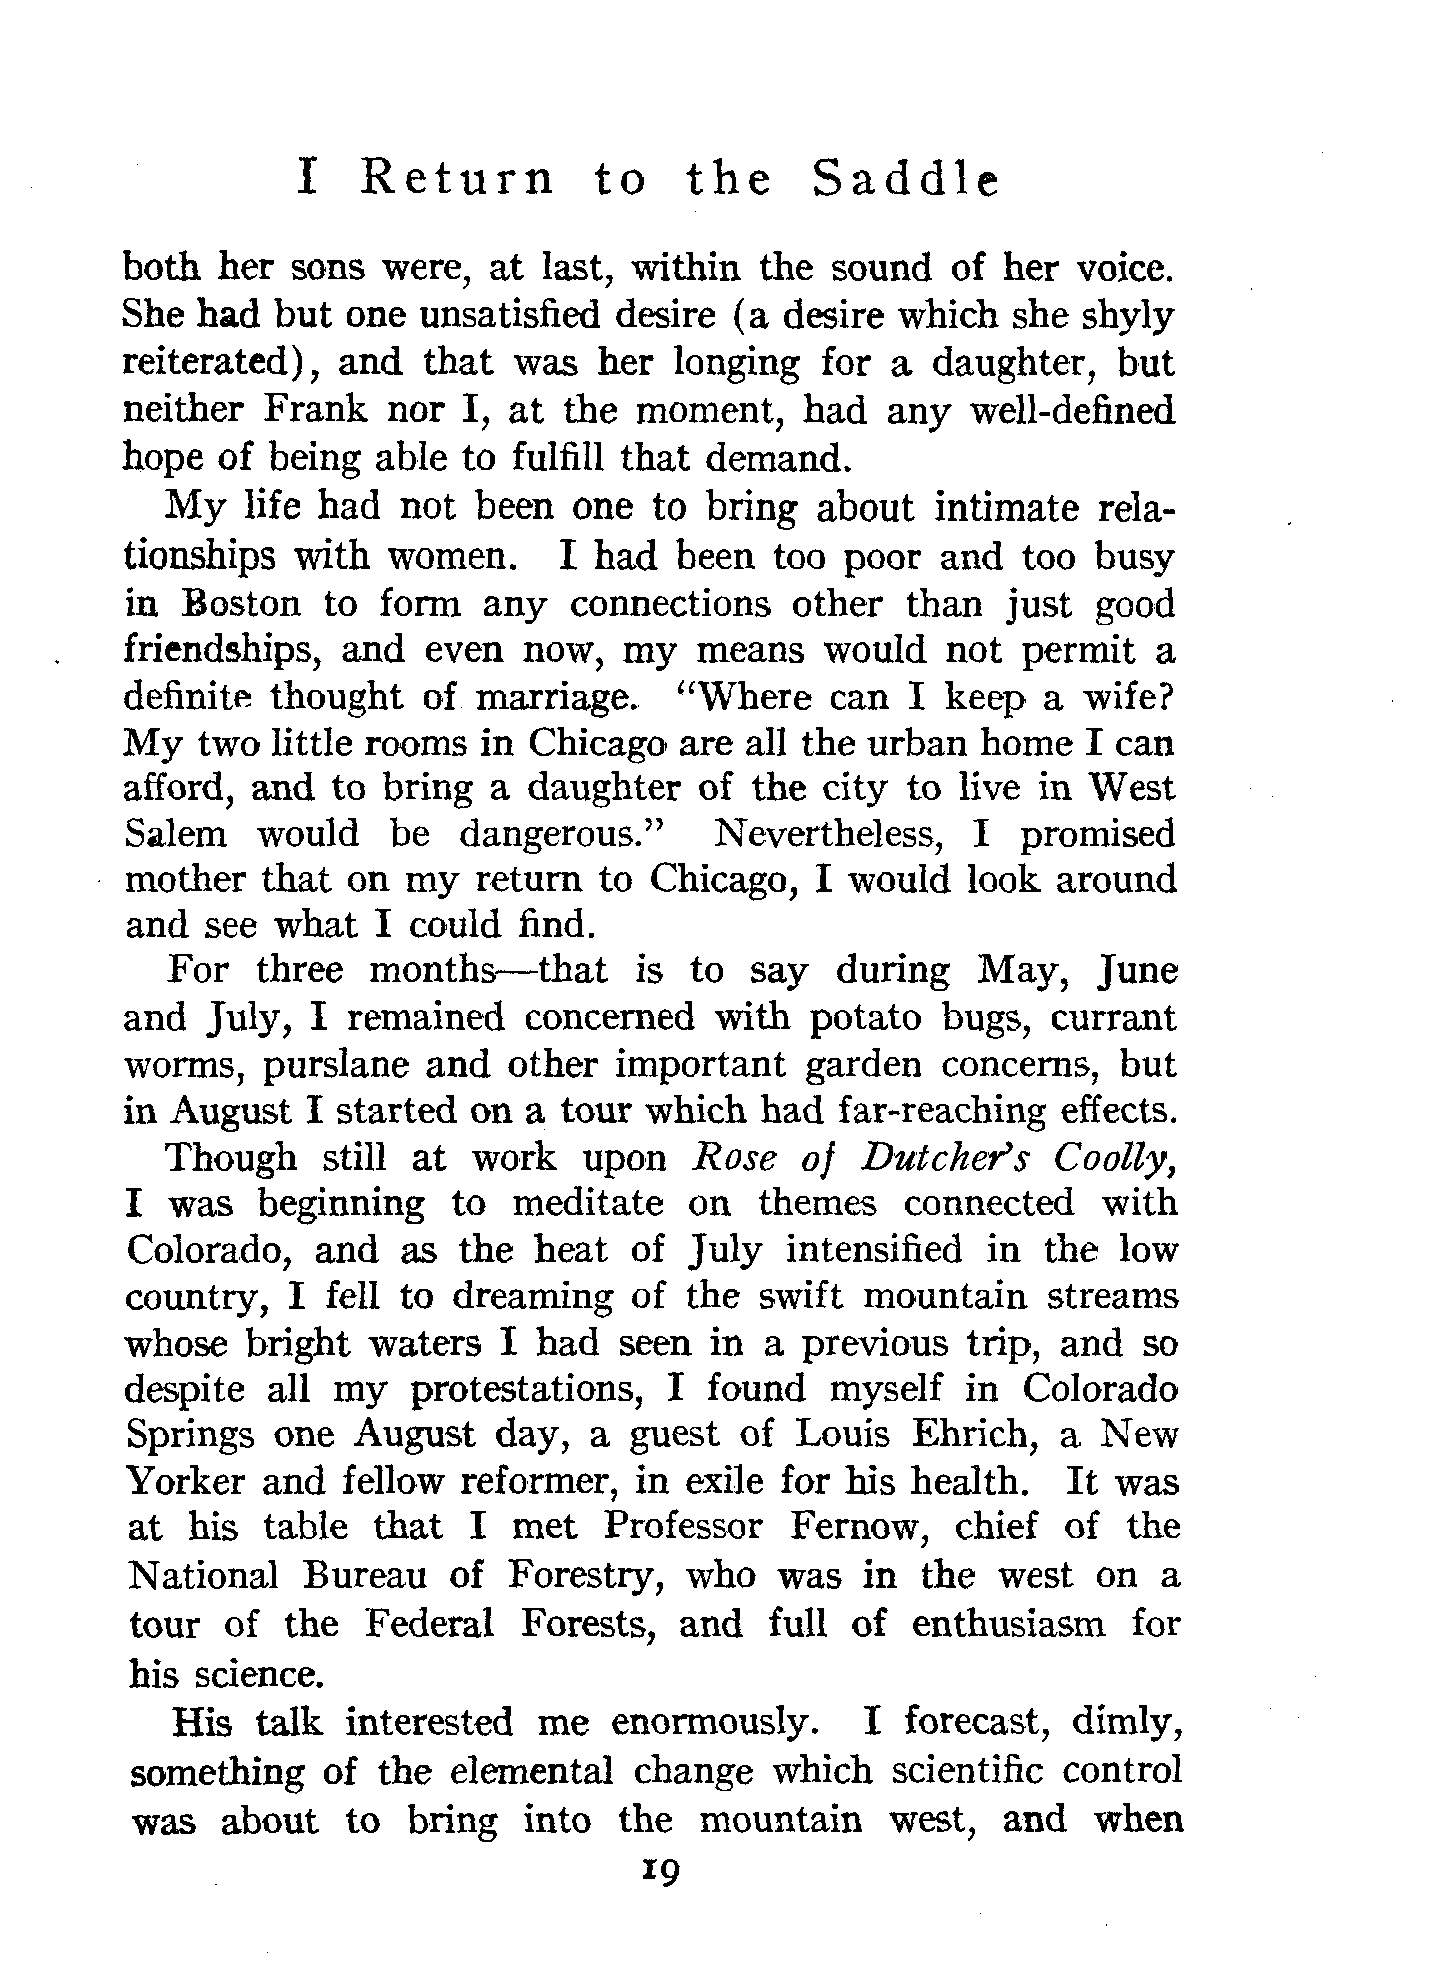 I Return to the Saddle
both her sons were, at last, within the sound of her voice.
She had but one unsatisfied desire (a desire which she shyly
reiterated), and that was her longing for a daughter, but
neither Frank nor I, at the moment, had any well-defined
hope of being able to fulfill that demand.
My life had not been one to bring about intimate rela-
tionships with women. I had been too poor and too busy
in Boston to form any connections other than just good
friendships, and even now, my means would not permit a
definite thought of marriage. "Where can I keep a wife?
My two little rooms in Chicago are all the urban home I can
afford, and to bring a daughter of the city to live in West
Salem would be dangerous." Nevertheless, I promised
mother that on my return to Chicago, I would look around
and see what I could find.
For three months—that is to say during May, June
and July, I remained concerned with potato bugs, currant
worms, purslane and other important garden concerns, but
in August I started on a tour which had far-reaching effects.
Though still at work upon Rose of Dutcher's Coolly,
I was beginning to meditate on themes connected with
Colorado, and as the heat of July intensified in the low
country, I fell to dreaming of the swift mountain streams
whose bright waters I had seen in a previous trip, and so
despite all my protestations, I found myself in Colorado
Springs one August day, a guest of Louis Ehrich, a New
Yorker and fellow reformer, in exile for his health. It was
at his table that I met Professor Fernow, chief of the
National Bureau of Forestry, who was in the west on a
tour of the Federal Forests, and full of enthusiasm for
his science.
His talk interested me enormously. I forecast, dimly,
something of the elemental change which scientific control
was about to bring into the mountain west, and when
19